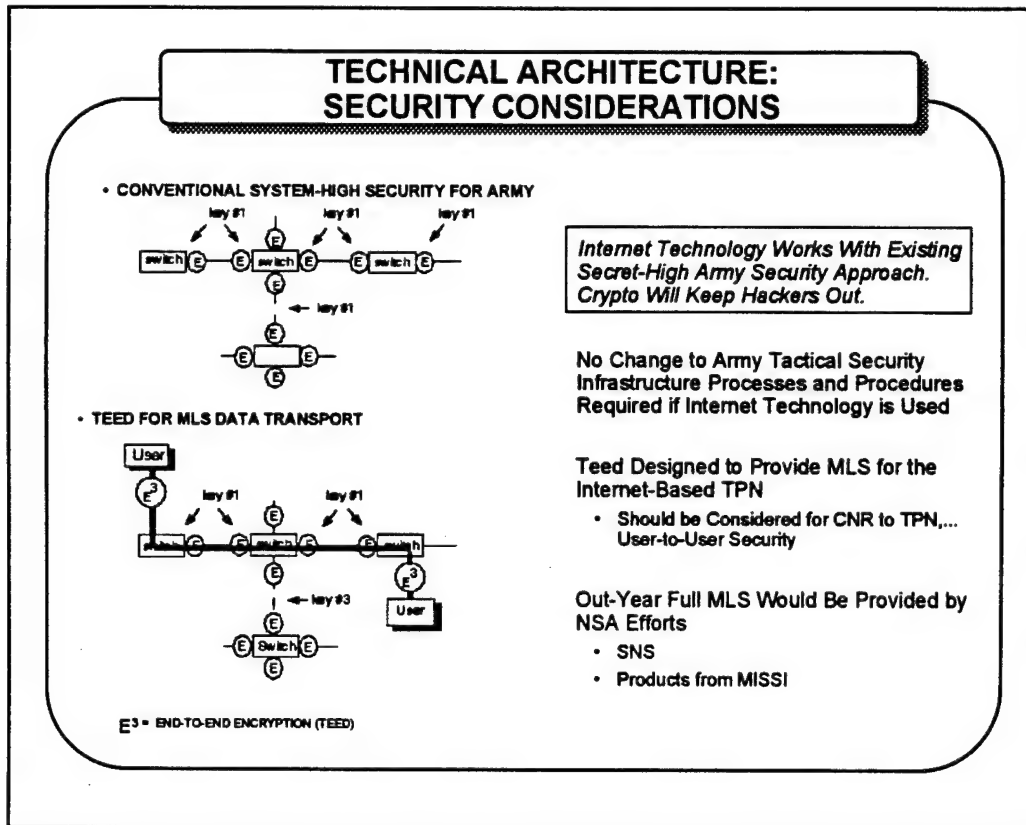 TECHNICAL ARCHITECTURE:
SECURITY CONSIDERATIONS
• CONVENTIONAL SYSTEM-HIGH SECURITY FOR ARMY
key #1 key #1 key #1
E
switch E E switch E E switch E
E
key #1
E
E E
E
• TEED FOR MLS DATA TRANSPORT
User
E3
key #1 key #1
E
switch E E switch E E switch
E
E3
key #3
User
E
E Switch E
E
E3 = END-TO-END ENCRYPTION (TEED)
Internet Technology Works With Existing
Secret-High Army Security Approach.
Crypto Will Keep Hackers Out.
No Change to Army Tactical Security
Infrastructure Processes and Procedures
Required if Internet Technology is Used
Teed Designed to Provide MLS for the
Internet-Based TPN
• Should be Considered for CNR to TPN,...
User-to-User Security
Out-Year Full MLS Would Be Provided by
NSA Efforts
• SNS
• Products from MISSI